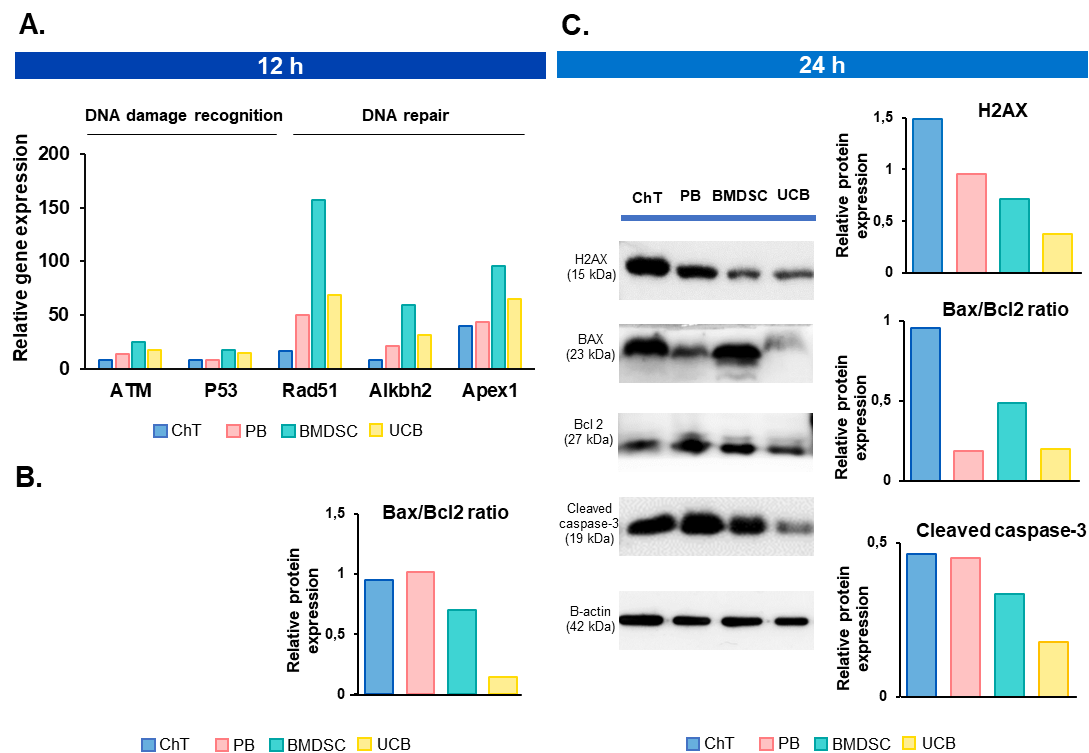 A.
12 h
DNA damage recognition
DNA repair
Relative gene expression
200
150
100
50
0
ATM P53 Rad51 Alkbh2 Apex1
ChT PB BMDSC UCB
B.
Bax/Bcl2 ratio
Relative protein
expression
1,5
1
0,5
0
ChT PB BMDSC UCB
C.
24 h
ChT PB BMDSC UCB
H2AX
(15 kDa)
BAX
(23 kDa)
Bcl 2
(27 kDa)
Cleaved
caspase-3
(19 kDa)
B-actin
(42 kDa)
H2AX
Relative protein
expression
1,5
1
0,5
0
Bax/Bcl2 ratio
Relative protein
expression
1
0,5
0
Cleaved caspase-3
Relative protein
expression
0,5
0
ChT PB BMDSC UCB